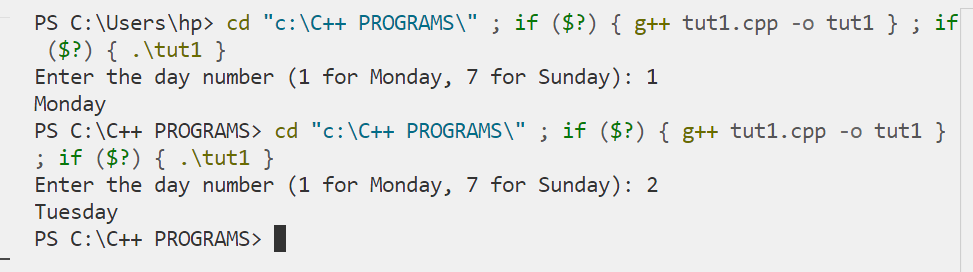 PS C:\Users\hp> cd "c:\C++ PROGRAMS\" ; if ($?) { g++ tut1.cpp -o tut1 } ; if
($?) { .\tut1 }
Enter the day number (1 for Monday, 7 for Sunday): 1
Monday
PS C:\C++ PROGRAMS> cd "c:\C++ PROGRAMS\" ; if ($?) { g++ tut1.cpp -o tut1 }
; if ($?) { .\tut1 }
Enter the day number (1 for Monday, 7 for Sunday): 2
Tuesday
PS C:\C++ PROGRAMS>